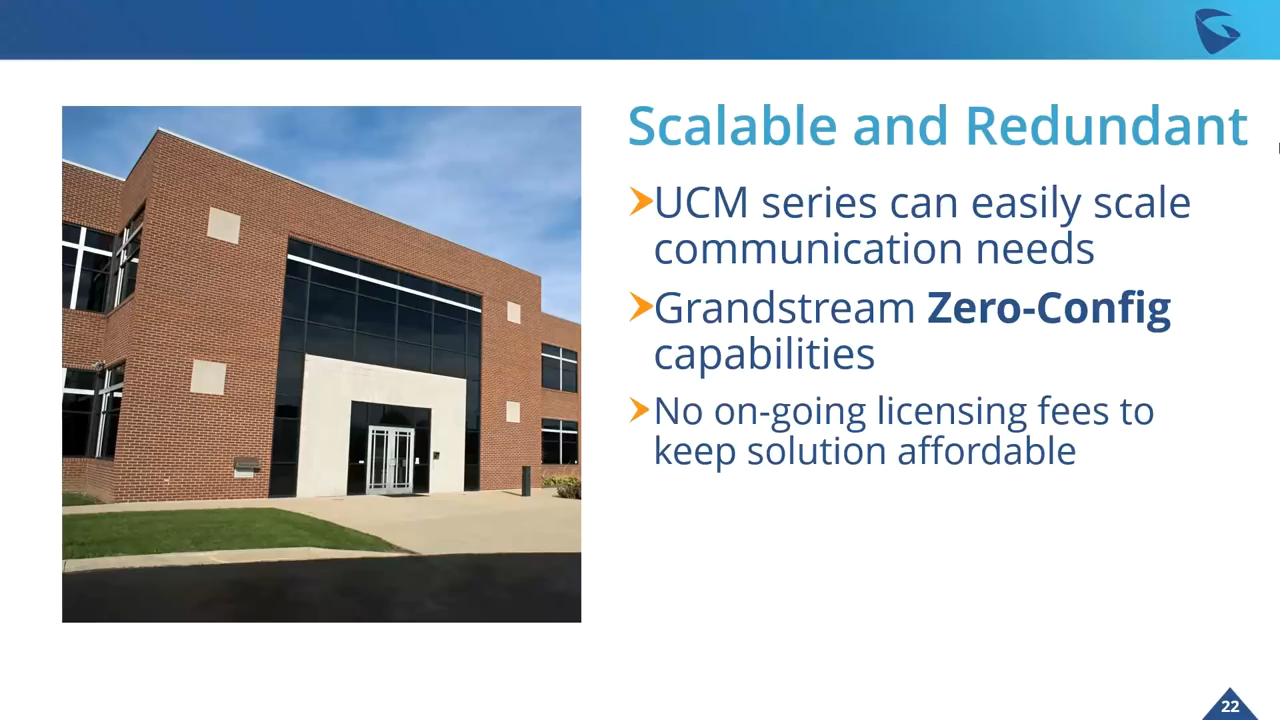 Scalable and Redundant
UCM series can easily scale
communication needs
Grandstream Zero-Config
capabilities
No on-going licensing fees to
keep solution affordable
22